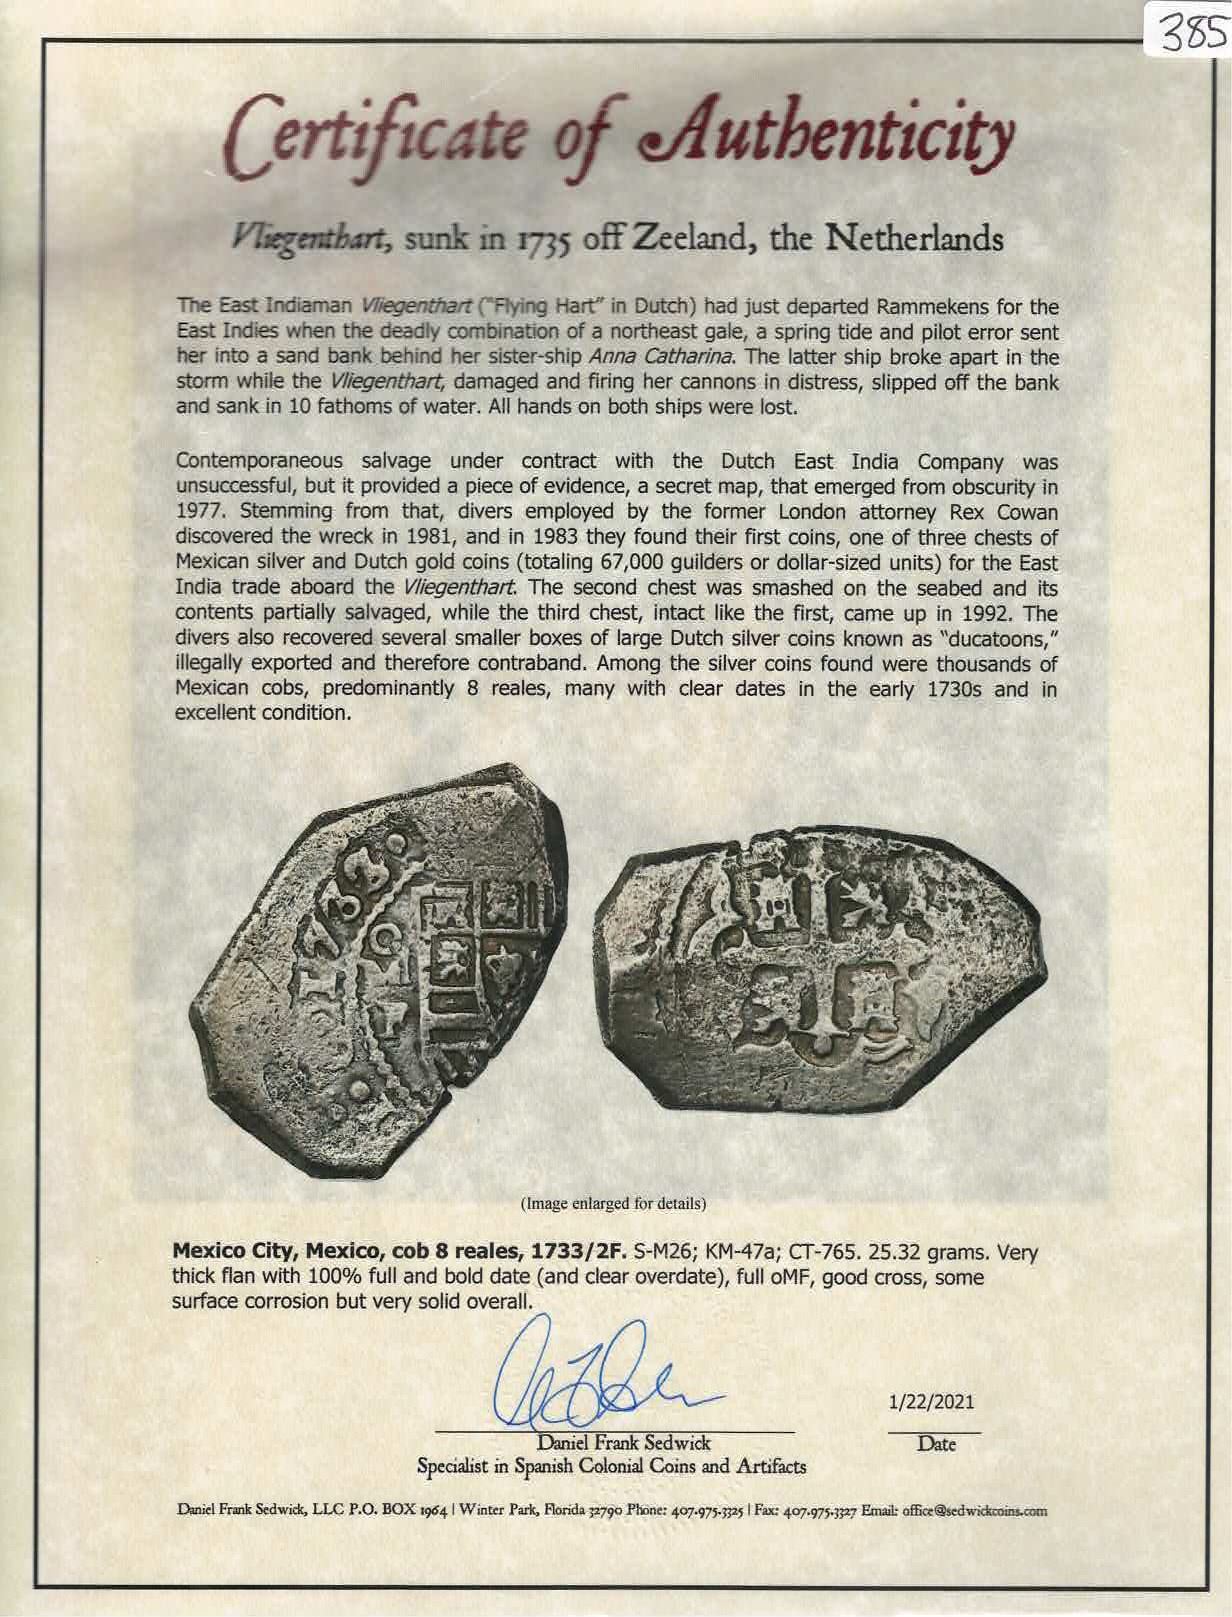 385
Certificate of Authenticity
Vliegenthart, sunk in 1735 off Zeeland, the Netherlands
The East Indiaman Vliegenthart ("Flying Hart" in Dutch) had just departed Rammekens for the
East Indies when the deadly combination of a northeast gale, a spring tide and pilot error sent
her into a sand bank behind her sister-ship Anna Catharina. The latter ship broke apart in the
storm while the Vliegenthart, damaged and firing her cannons in distress, slipped off the bank
and sank in 10 fathoms of water. All hands on both ships were lost.
Contemporaneous salvage under contract with the Dutch East India Company was
unsuccessful, but it provided a piece of evidence, a secret map, that emerged from obscurity in
1977. Stemming from that, divers employed by the former London attorney Rex Cowan
discovered the wreck in 1981, and in 1983 they found their first coins, one of three chests of
Mexican silver and Dutch gold coins (totaling 67,000 guilders or dollar-sized units) for the East
India trade aboard the Vliegenthart. The second chest was smashed on the seabed and its
contents partially salvaged, while the third chest, intact like the first, came up in 1992. The
divers also recovered several smaller boxes of large Dutch silver coins known as "ducatoons,"
illegally exported and therefore contraband. Among the silver coins found were thousands of
Mexican cobs, predominantly 8 reales, many with clear dates in the early 1730s and in
excellent condition.
(Image enlarged for details)
Mexico City, Mexico, cob 8 reales, 1733/2F. S-M26; KM-47a; CT-765. 25.32 grams. Very
thick flan with 100% full and bold date (and clear overdate), full oMF, good cross, some
surface corrosion but very solid overall.
1/22/2021
Daniel Frank Sedwick
Date
Specialist in Spanish Colonial Coins and Artifacts
Daniel Frank Sedwick, LLC P.O. BOX 1964 | Winter Park, Florida 32790 Phone: 407.975.3325 | Fax: 407.975.3327 Email: office@sedwickcoins.com